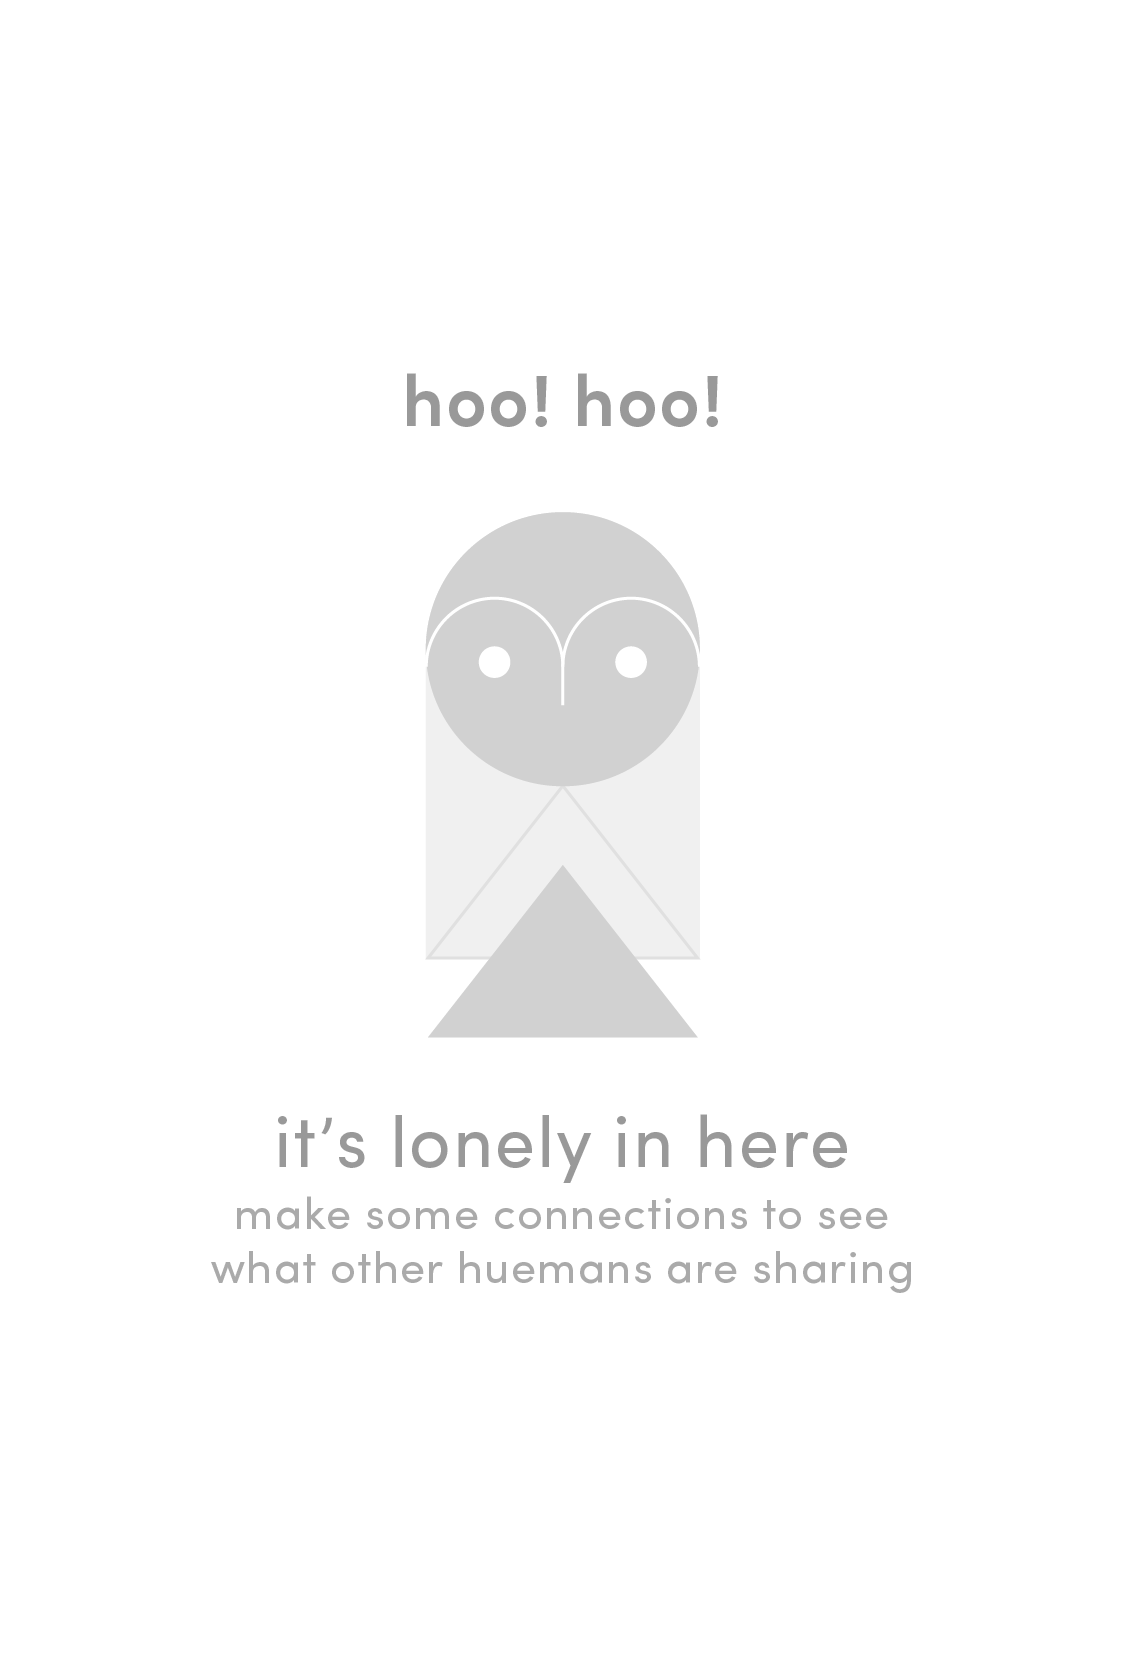 hoo! hoo!
it’s lonely in here
make some connections to see
what other huemans are sharing